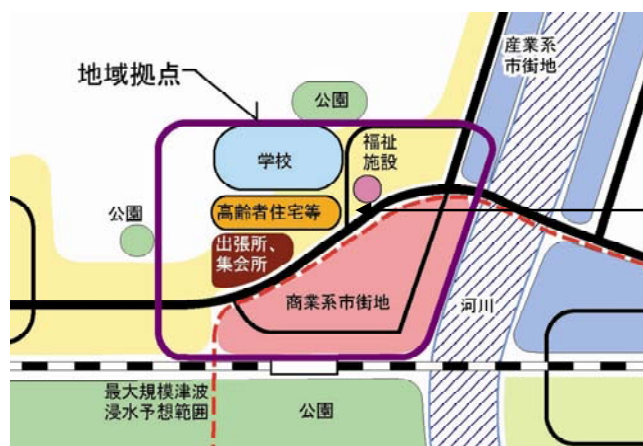 産業系
市街地
地域拠点
公園
福祉
施設
学校
公園
高齢者住宅等
出張所、
集会所
商業系市街地
河川
最大規模津波
浸水予想範囲
公園